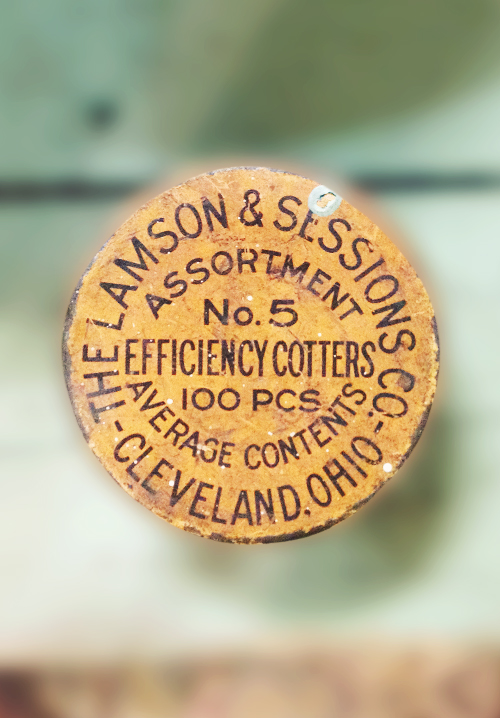 THE LAMSON & SESSIONS CO.
ASSORTMENT
No. 5
EFFICIENCY COTTERS
100 PCS.
AVERAGE CONTENTS
-CLEVELAND, OHIO-